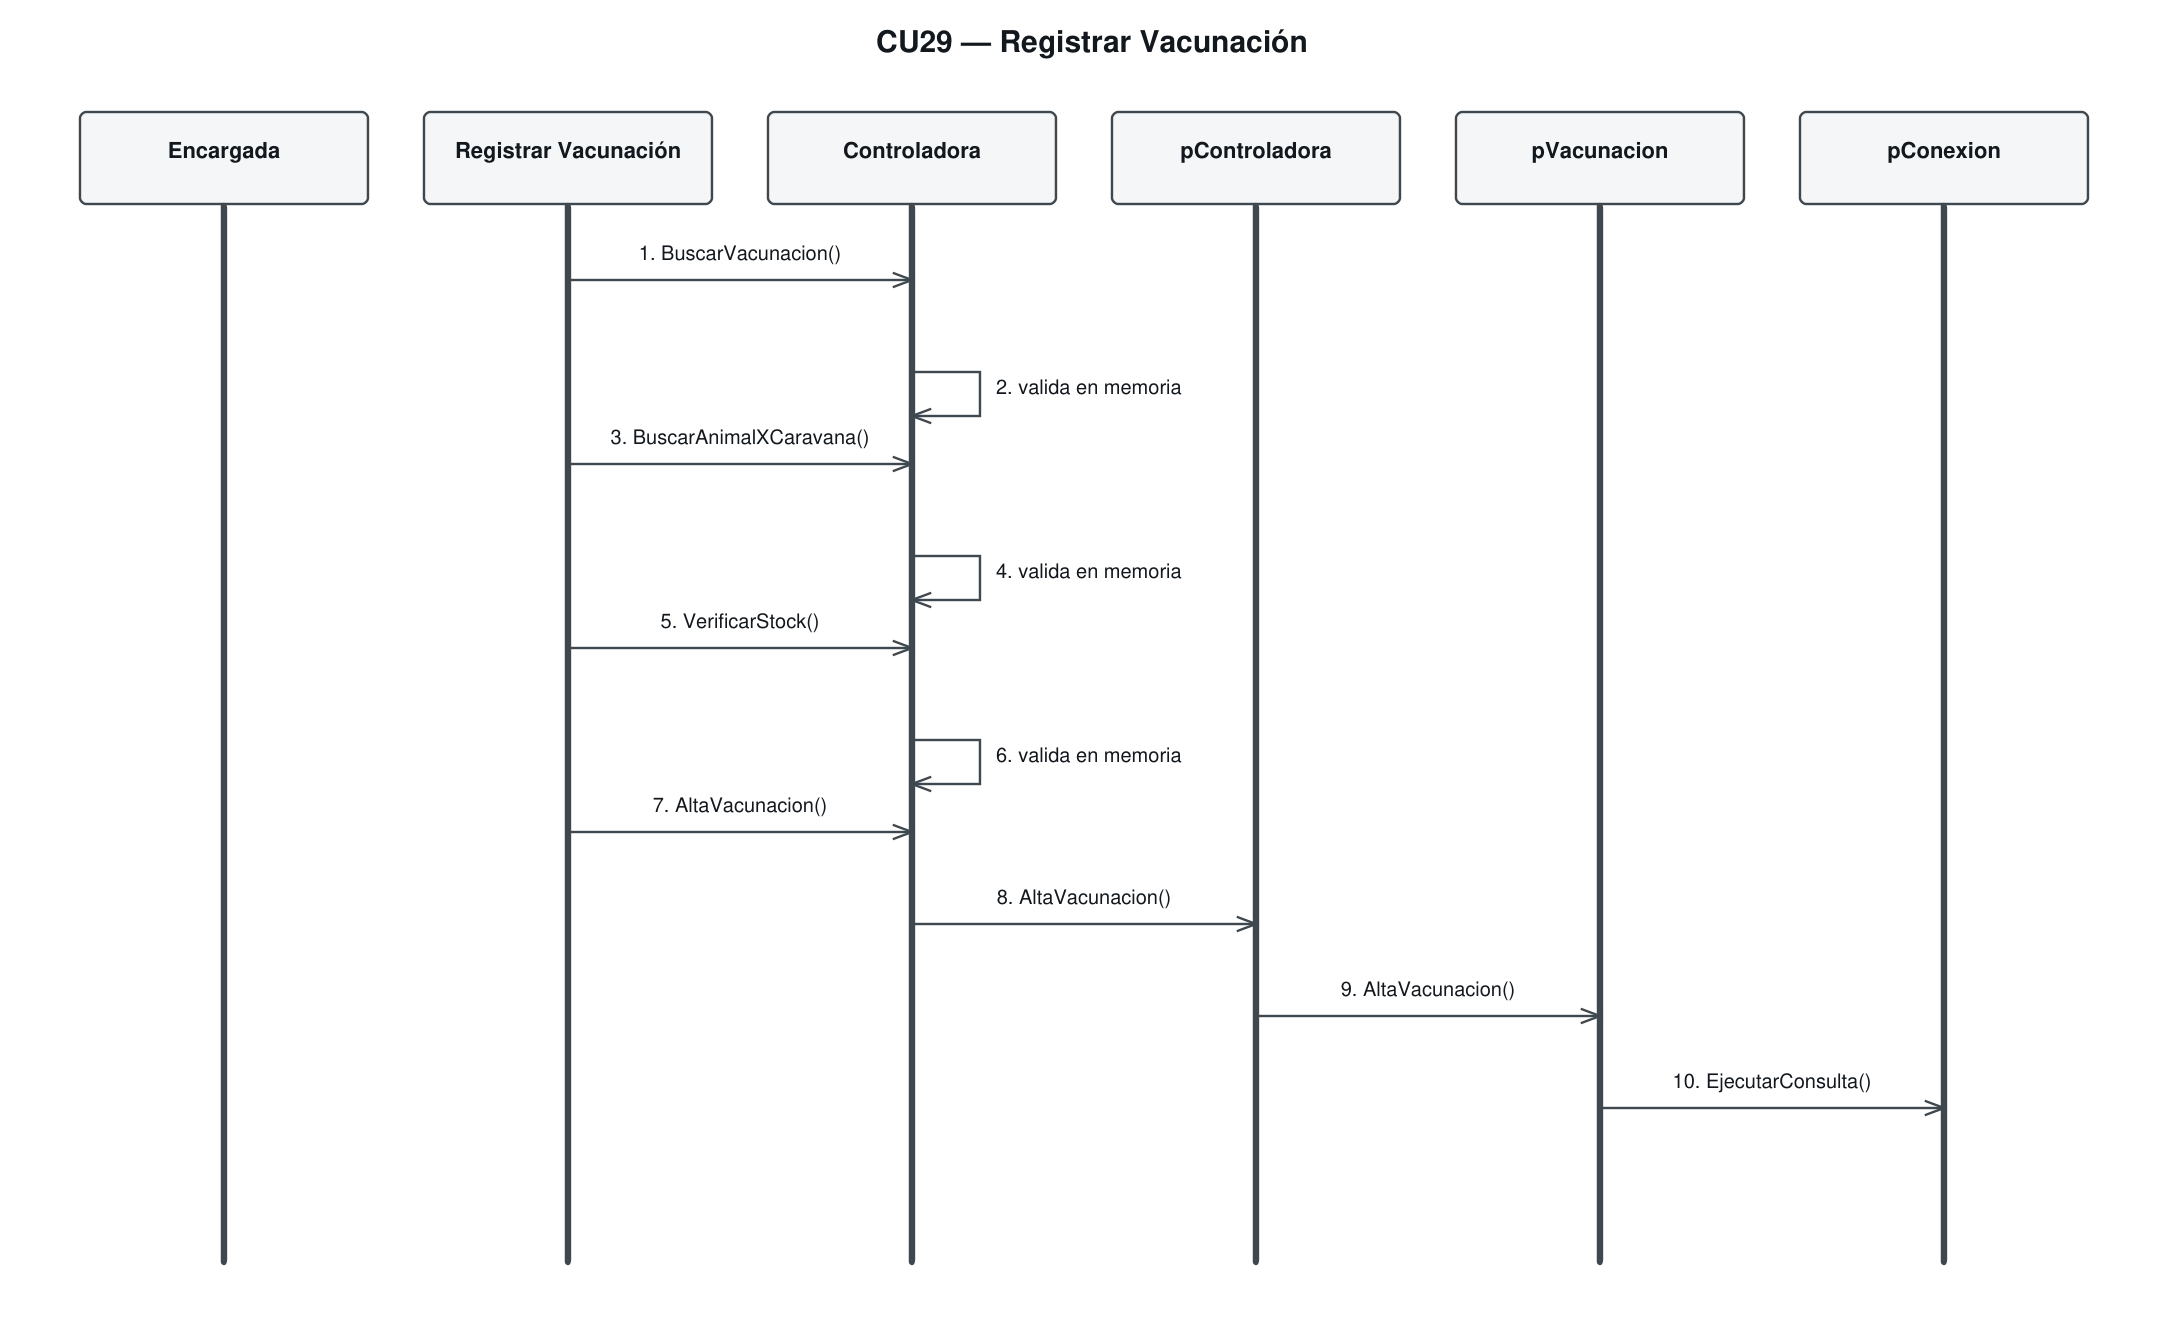 CU29 — Registrar Vacunación
Encargada
Registrar Vacunación
Controladora
pControladora
pVacunacion
pConexion
1. BuscarVacunacion()
2. valida en memoria
3. BuscarAnimalXCaravana()
4. valida en memoria
5. VerificarStock()
6. valida en memoria
7. AltaVacunacion()
8. AltaVacunacion()
9. AltaVacunacion()
10. EjecutarConsulta()